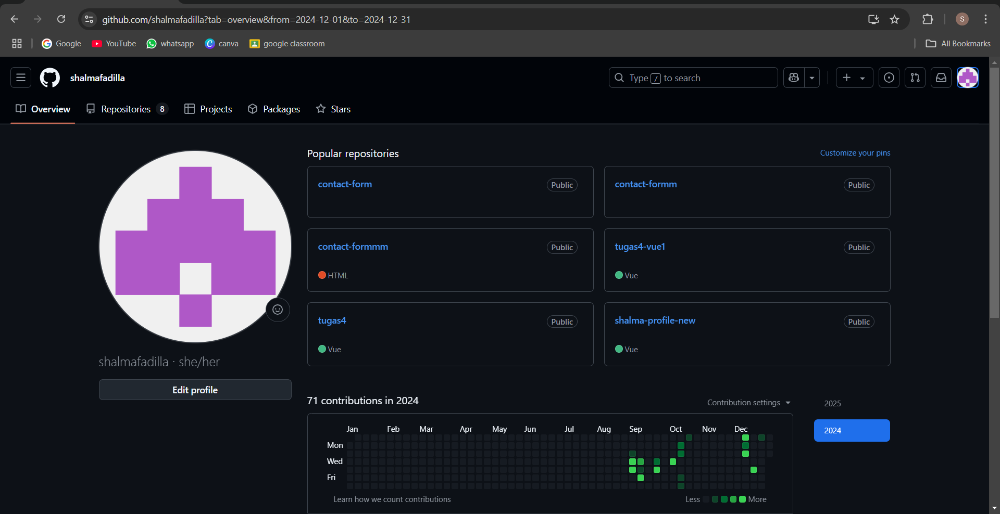 github.com/shalmafadilla?tab=overview&from=2024-12-01&to=2024-12-31
S
Google YouTube whatsapp canva google classroom All Bookmarks
shalmafadilla Type / to search
Overview Repositories 8 Projects Packages Stars
Popular repositories Customize your pins
contact-form Public contact-formm Public
contact-formmm Public tugas4-vue1 Public
HTML Vue
tugas4 Public shalma-profile-new Public
Vue Vue
shalmafadilla · she/her
Edit profile
71 contributions in 2024 Contribution settings 2025
2024
Jan Feb Mar Apr May Jun Jul Aug Sep Oct Nov Dec
Mon
Wed
Fri
Learn how we count contributions Less More